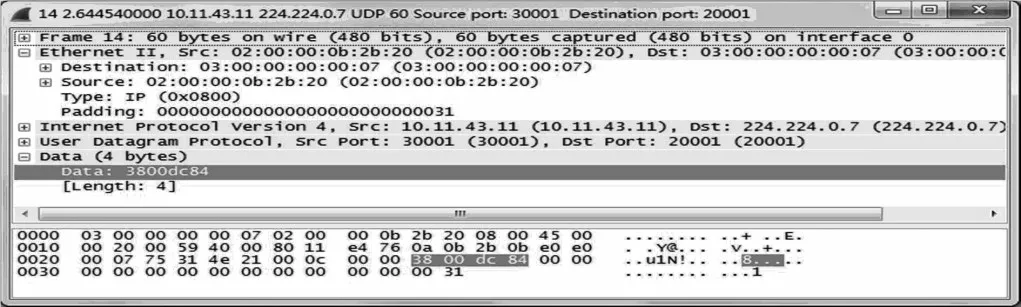 14 2.644540000 10.11.43.11 224.224.0.7 UDP 60 Source port: 30001 Destination port: 20001
Frame 14: 60 bytes on wire (480 bits), 60 bytes captured (480 bits) on interface 0
Ethernet II, Src: 02:00:00:0b:2b:20 (02:00:00:0b:2b:20), Dst: 03:00:00:00:00:07 (03:00:00:0
Destination: 03:00:00:00:00:07 (03:00:00:00:00:07)
Source: 02:00:00:0b:2b:20 (02:00:00:0b:2b:20)
Type: IP (0x0800)
Padding: 0000000000000000000000000031
Internet Protocol Version 4, Src: 10.11.43.11 (10.11.43.11), Dst: 224.224.0.7 (224.224.0.7)
User Datagram Protocol, Src Port: 30001 (30001), Dst Port: 20001 (20001)
Data (4 bytes)
Data: 3800dc84
[Length: 4]
0000 03 00 00 00 00 07 02 00 00 0b 2b 20 08 00 45 00 ........ ..+ ..E.
0010 00 20 00 59 40 00 80 11 e4 76 0a 0b 2b 0b e0 e0 . .Y@... .v..+...
0020 00 07 75 31 4e 21 00 0c 00 00 38 00 dc 84 00 00 ..u1N!.. ..8.....
0030 00 00 00 00 00 00 00 00 00 00 00 31 ........ ...1